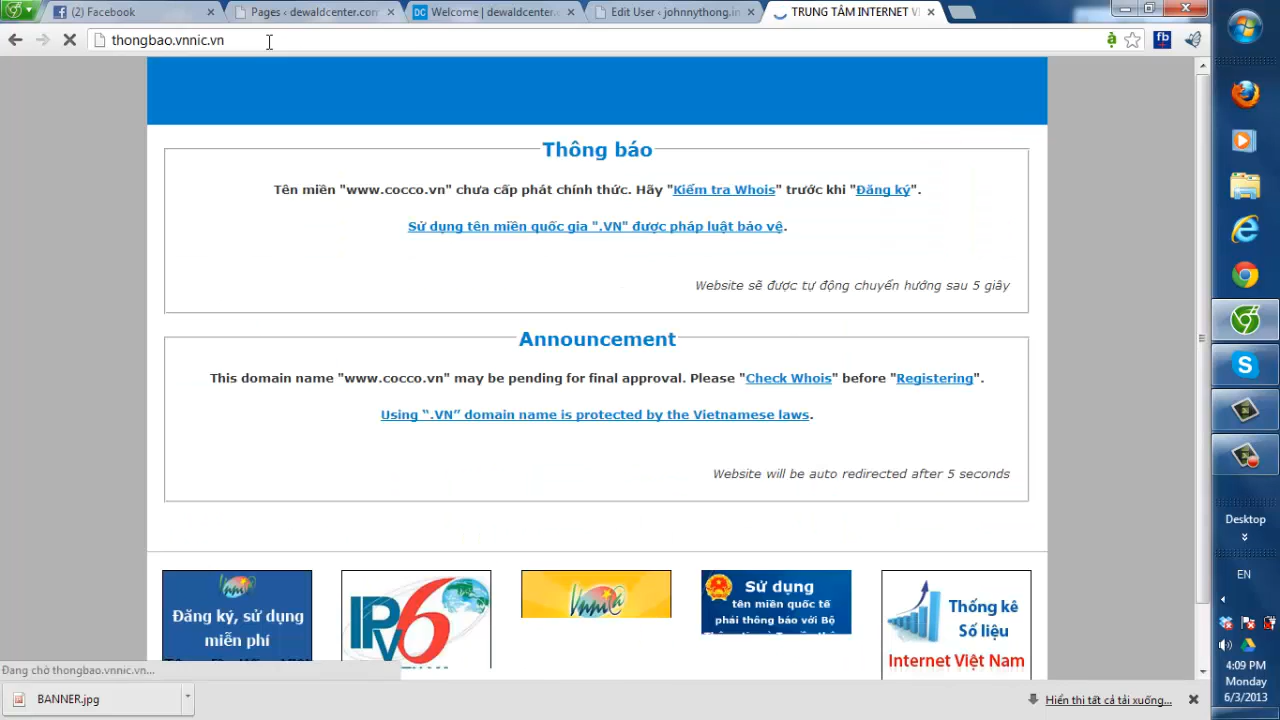 (2) Facebook
Pages ‹ dewaldcenter.con
DC Welcome | dewaldcenter.
Edit User ‹ johnnythong.in
TRUNG TÂM INTERNET V
thongbao.vnnic.vn
fb
Thông báo
Tên miền "www.cocco.vn" chưa cấp phát chính thức. Hãy "Kiểm tra Whois" trước khi "Đăng ký".
Sử dụng tên miền quốc gia ".VN" được pháp luật bảo vệ.
Website sẽ được tự động chuyển hướng sau 5 giây
Announcement
This domain name "www.cocco.vn" may be pending for final approval. Please "Check Whois" before "Registering".
Using “.VN” domain name is protected by the Vietnamese laws.
Website will be auto redirected after 5 seconds
Đăng ký, sử dụng
miễn phí
IPV6
Sử dụng
tên miền quốc tế
phải thông báo với Bộ
Thống kê
Số liệu
Internet Việt Nam
Đang chờ thongbao.vnnic.vn...
BANNER.jpg
Hiển thị tất cả tải xuống...
Desktop
EN
4:09 PM
Monday
6/3/2013